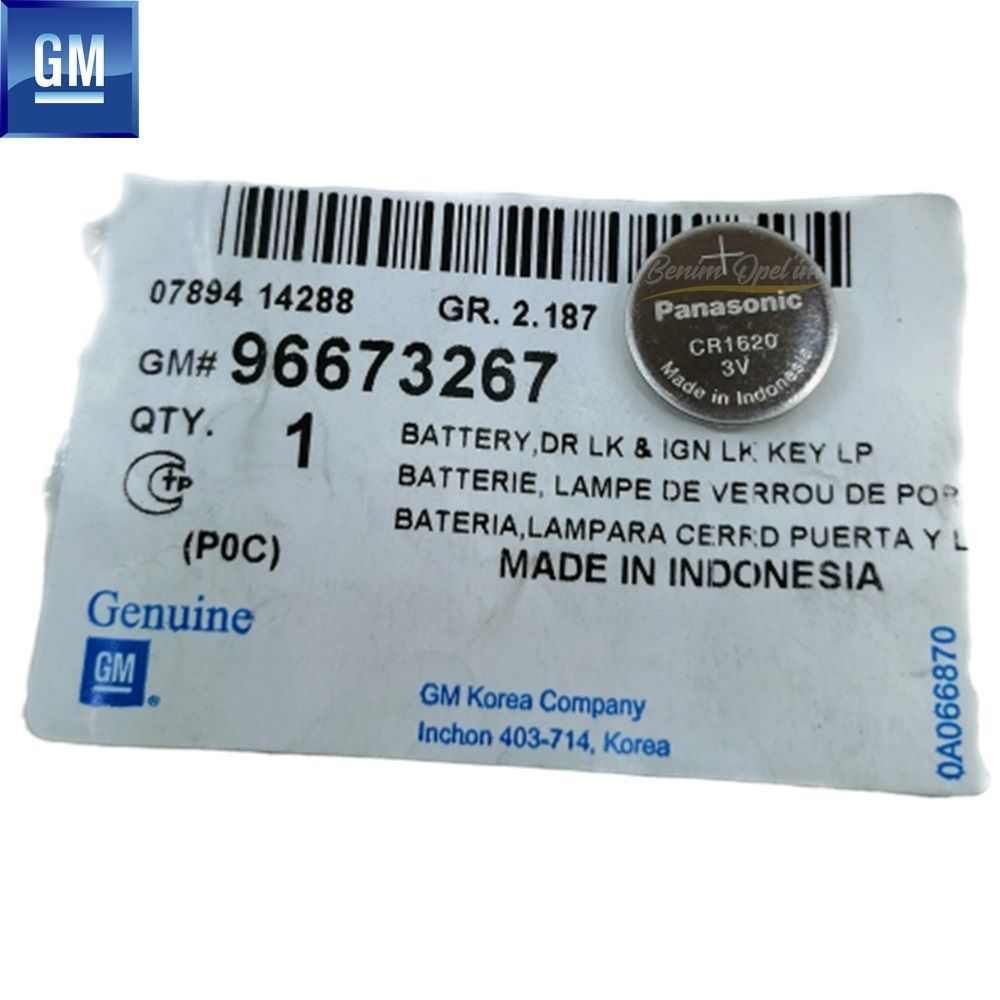 GM
Benim Opel'im
Panasonic
CR1620
3V
Made in Indonesia
07894 14288 GR. 2.187
GM# 96673267
QTY. 1
BATTERY,DR LK & IGN LK KEY LP
BATTERIE, LAMPE DE VERROU DE POR
BATERIA,LAMPARA CERRD PUERTA Y L
(P0C)
MADE IN INDONESIA
Genuine
GM
GM Korea Company
Inchon 403-714, Korea
0A066870